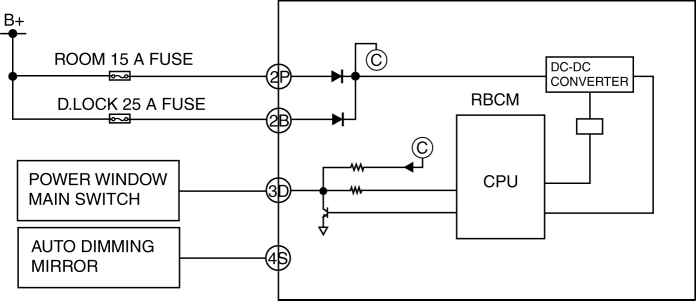 B+
ROOM 15 A FUSE
2P
C
DC-DC
CONVERTER
D.LOCK 25 A FUSE
2B
RBCM
C
POWER WINDOW
MAIN SWITCH
3D
CPU
AUTO DIMMING
MIRROR
4S